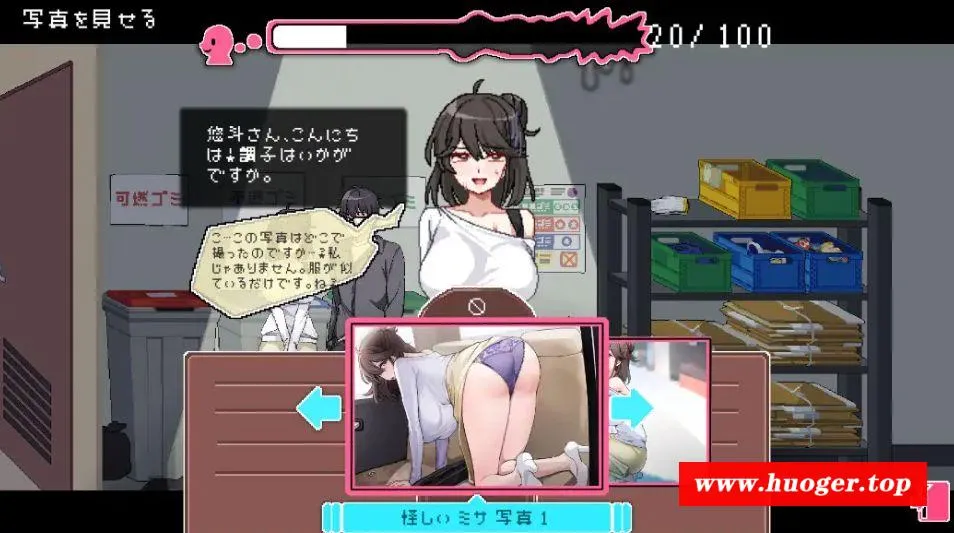 写真を見せる
20/ 100
悠斗さん、こんにち
は★調子はいかが
ですか。
可燃ゴミ
こ…この写真はどこで
撮ったのですか…★私
じゃありません。服が似
ているだけです。ねえ
怪しい ミサ 写真 1
www.huoger.top